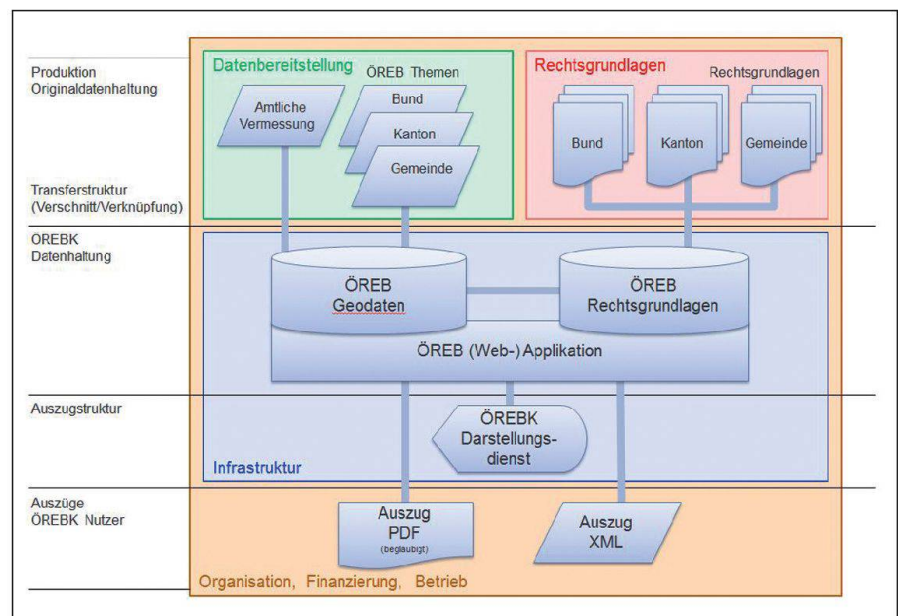 Produktion
Originaldatenhaltung
Transferstruktur
(Verschnitt/Verknüpfung)
ÖREBK
Datenhaltung
Auszugstruktur
Auszüge
ÖREBK Nutzer
Datenbereitstellung
ÖREB Themen
Amtliche
Vermessung
Bund
Kanton
Gemeinde
Rechtsgrundlagen
Rechtsgrundlagen
Bund
Kanton
Gemeinde
ÖREB
Geodaten
ÖREB
Rechtsgrundlagen
ÖREB (Web-) Applikation
ÖREBK
Darstellungs-
dienst
Infrastruktur
Auszug
PDF
(beglaubigt)
Auszug
XML
Organisation, Finanzierung, Betrieb